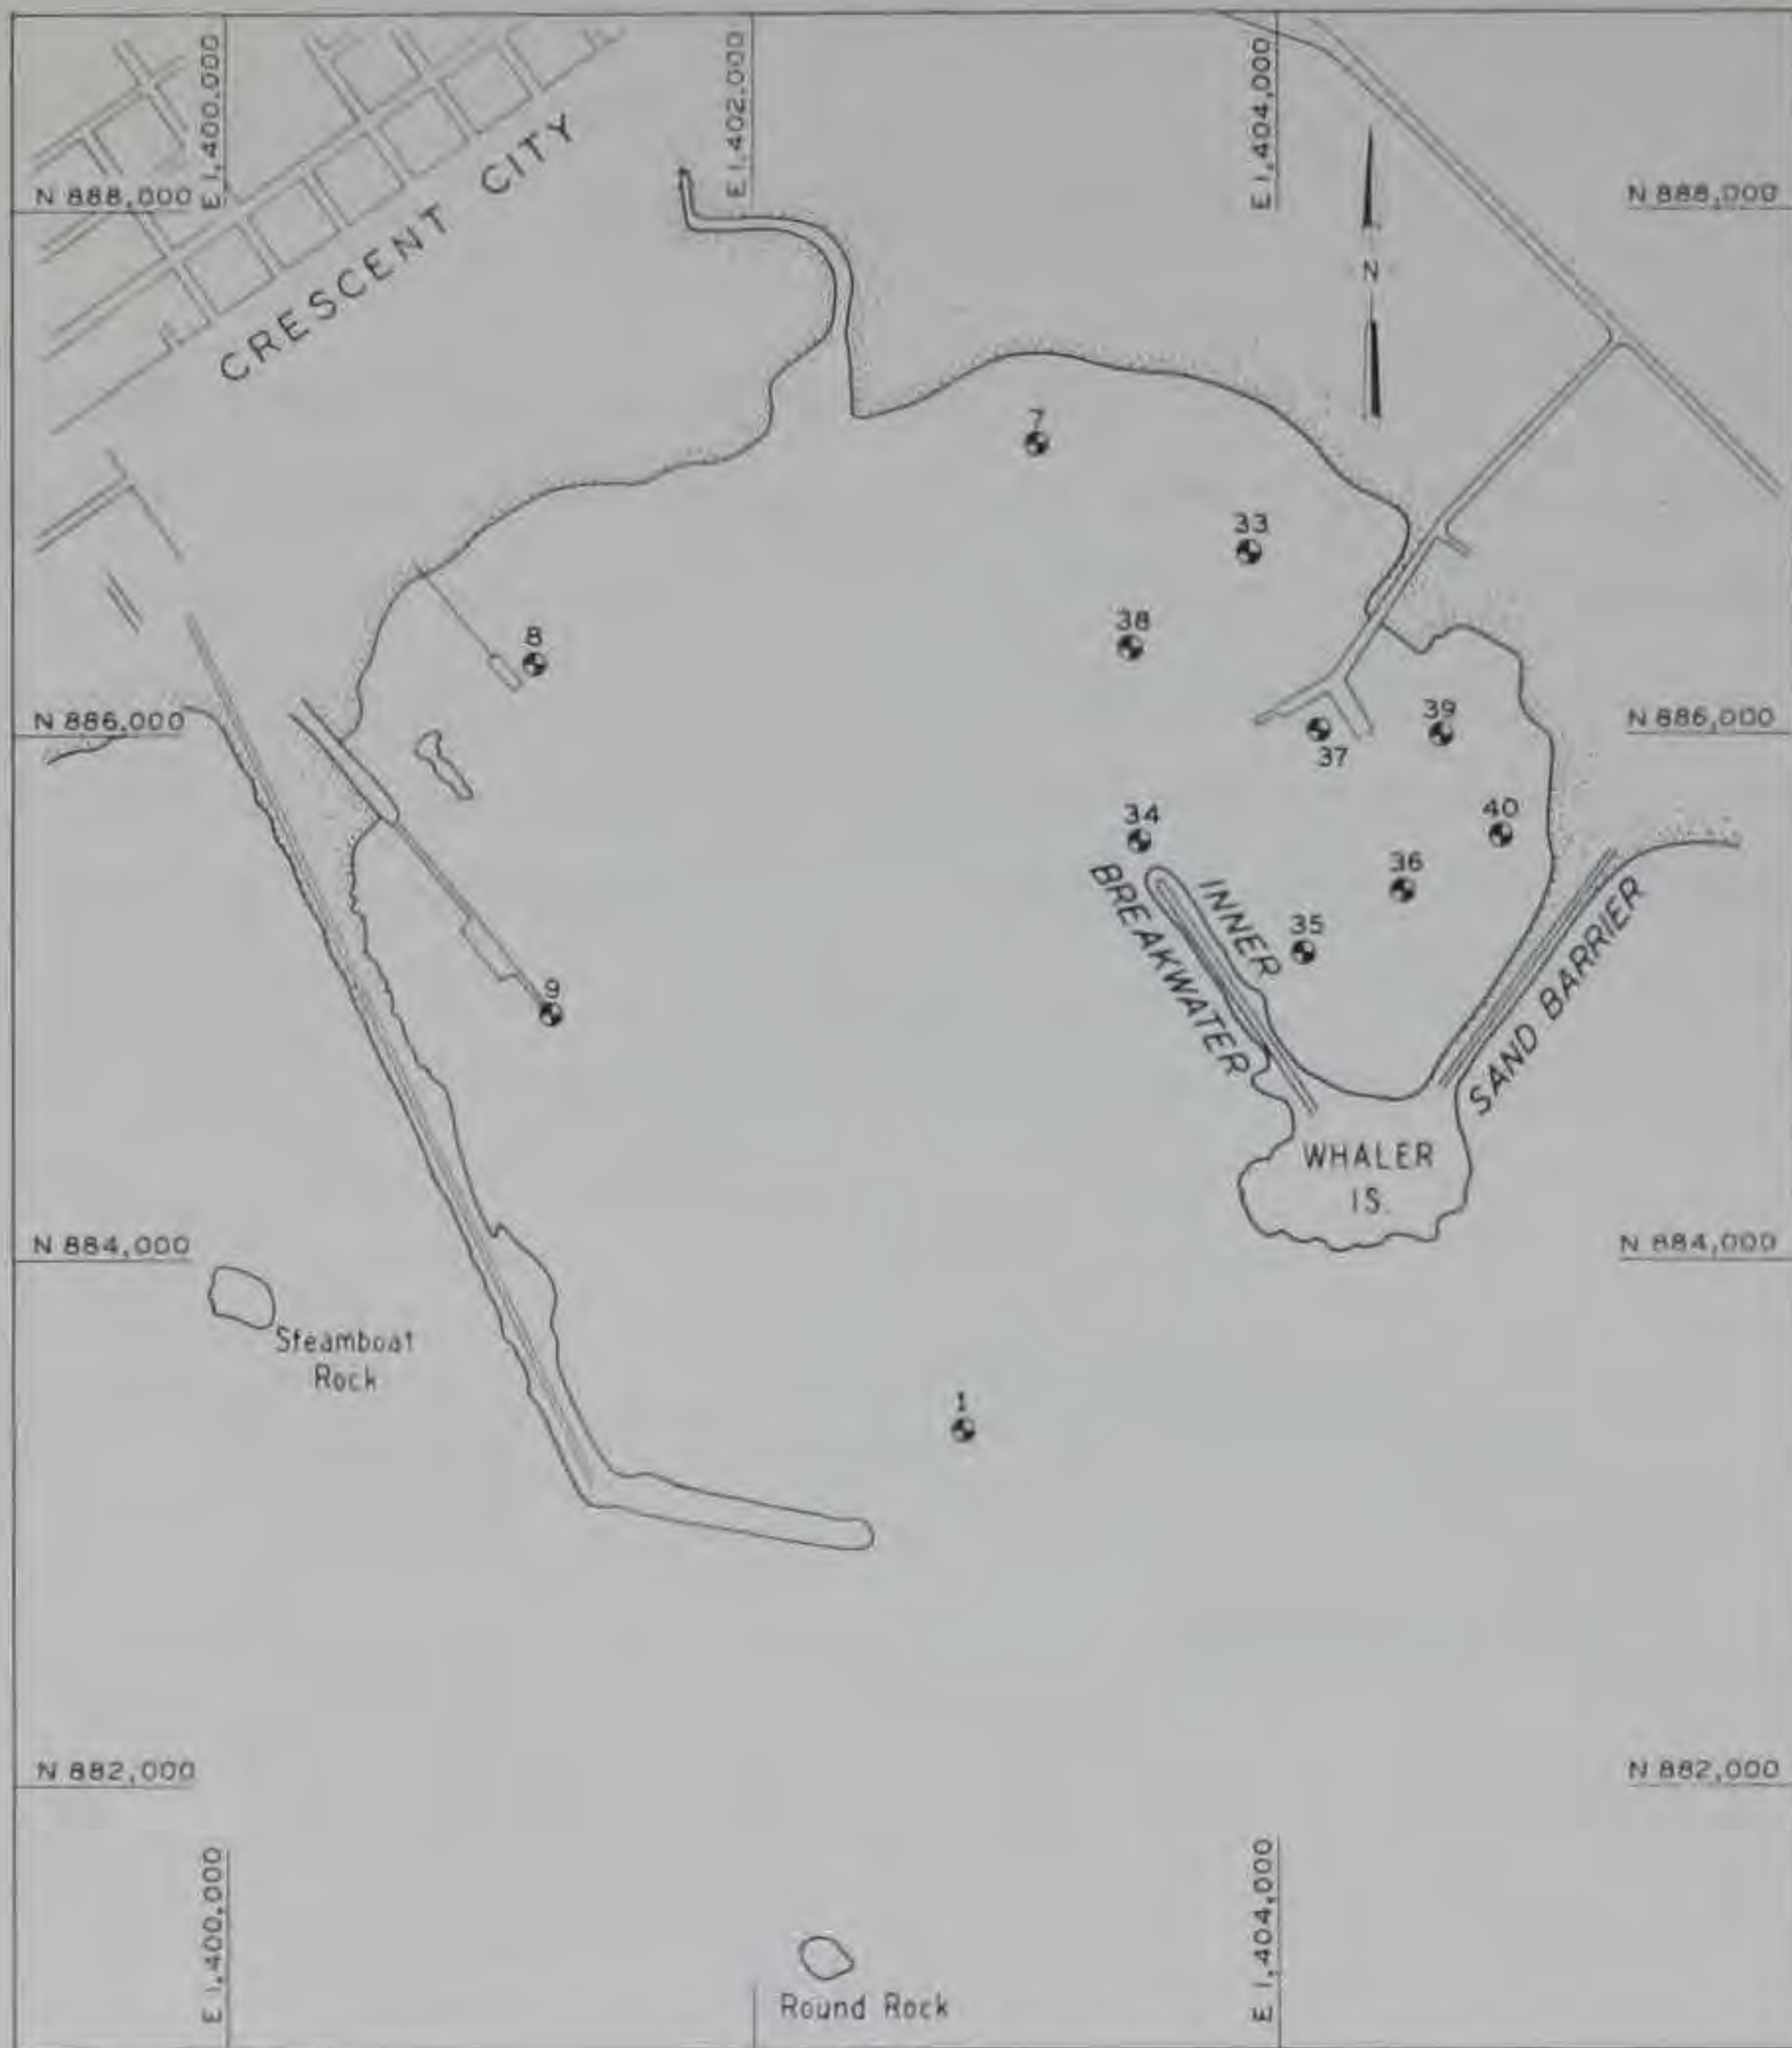 E 1,400,000
E 1,402,000
E 1,404,000
N 888,000
N 888,000
CRESCENT CITY
N
7
33
38
8
N 886,000
N 886,000
39
37
34
40
36
INNER
BREAKWATER
35
SAND BARRIER
9
WHALER
IS.
N 884,000
N 884,000
Steamboat
Rock
1
N 882,000
N 882,000
E 1,400,000
E 1,404,000
Round Rock